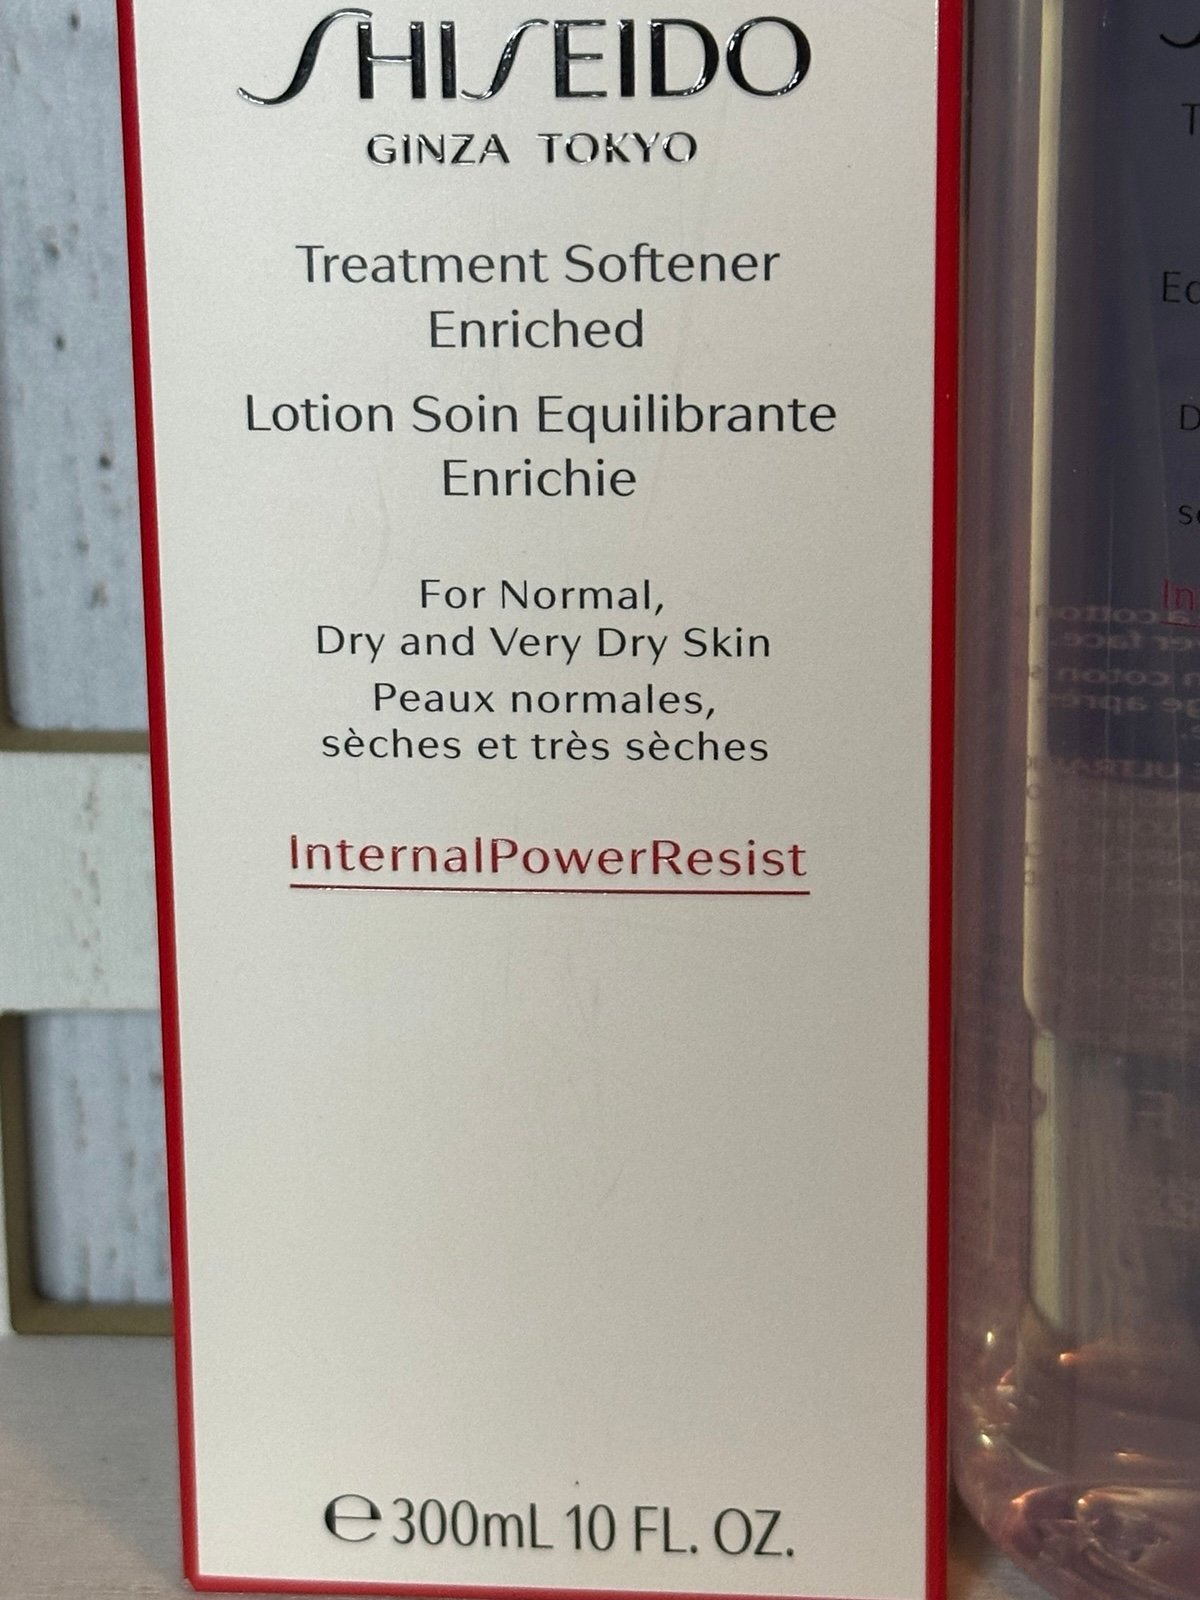 SHISEIDO
GINZA TOKYO
Treatment Softener
Enriched
Lotion Soin Equilibrante
Enrichie
For Normal,
Dry and Very Dry Skin
Peaux normales,
sèches et très sèches
InternalPowerResist
℮300mL 10 FL. OZ.